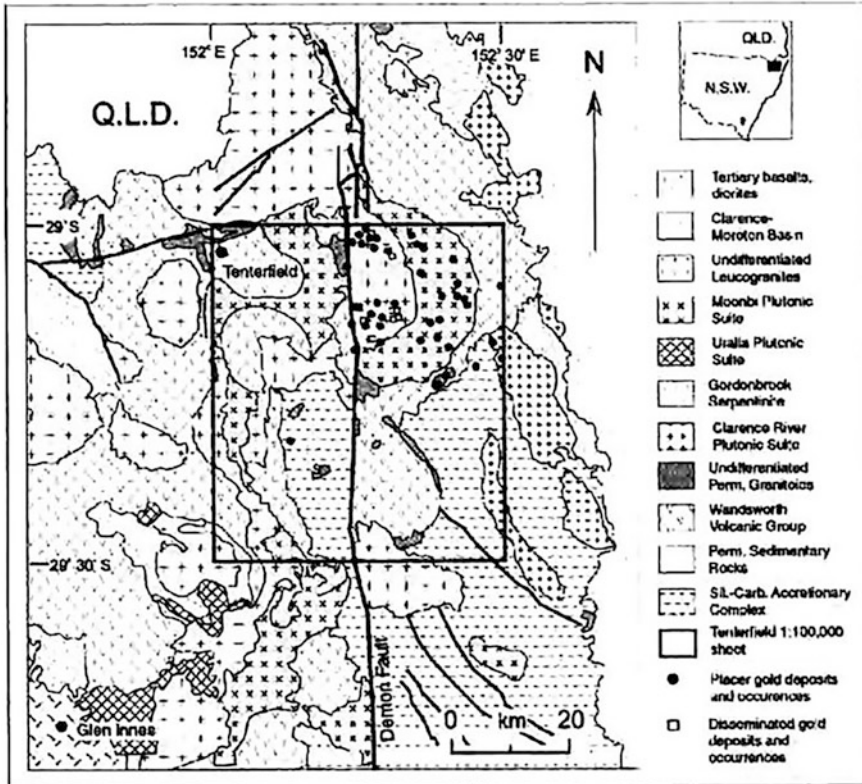 152° E
152° 30' E
N
QLD.
N.S.W.
Q.L.D.
29° S
Tenterfield
29° 30' S
Demon Fault
0 km 20
Glen Innes
Tertiary basalts,
diorites
Clarence-
Moreton Basin
Undifferentiated
Leucogranites
Moonbi Plutonic
Suite
Uralla Plutonic
Suite
Gordonbrook
Serpentinite
Clarence River
Plutonic Suite
Undifferentiated
Perm. Granitoids
Wandsworth
Volcanic Group
Perm. Sedimentary
Rocks
Sil.-Carb. Accretionary
Complex
Tenterfield 1:100,000
sheet
Placer gold deposits
and occurences
Disseminated gold
deposits and
occurrences